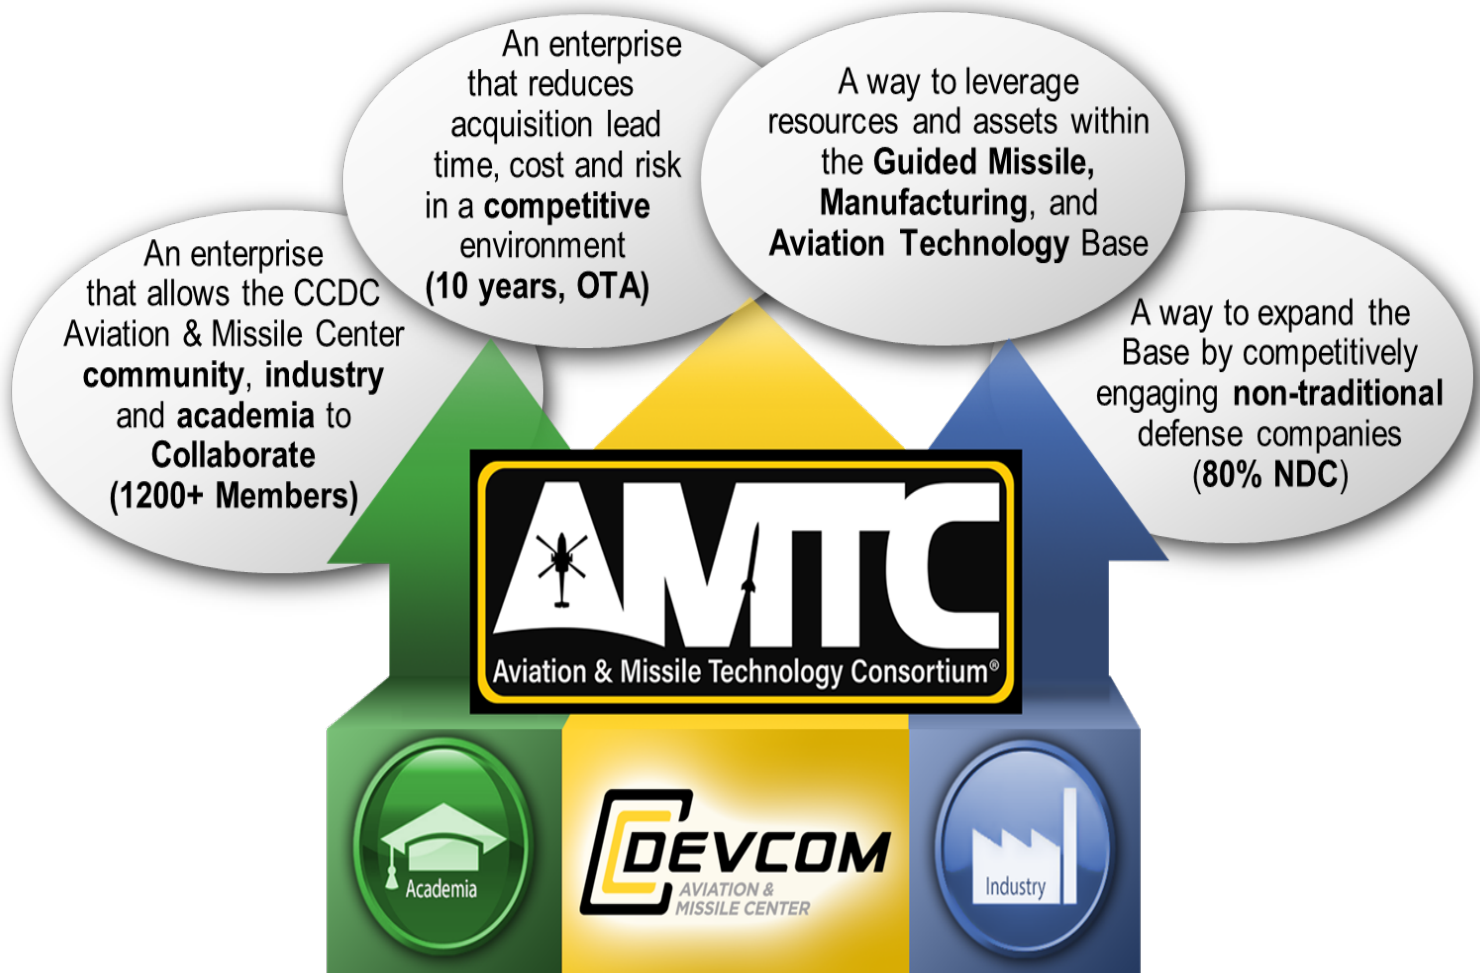 An enterprise
that allows the CCDC
Aviation & Missile Center
community, industry
and academia to
Collaborate
(1200+ Members)
An enterprise
that reduces
acquisition lead
time, cost and risk
in a competitive
environment
(10 years, OTA)
A way to leverage
resources and assets within
the Guided Missile,
Manufacturing, and
Aviation Technology Base
A way to expand the
Base by competitively
engaging non-traditional
defense companies
(80% NDC)
AMTC
Aviation & Missile Technology Consortium®
Academia
DEVCOM
AVIATION &
MISSILE CENTER
Industry